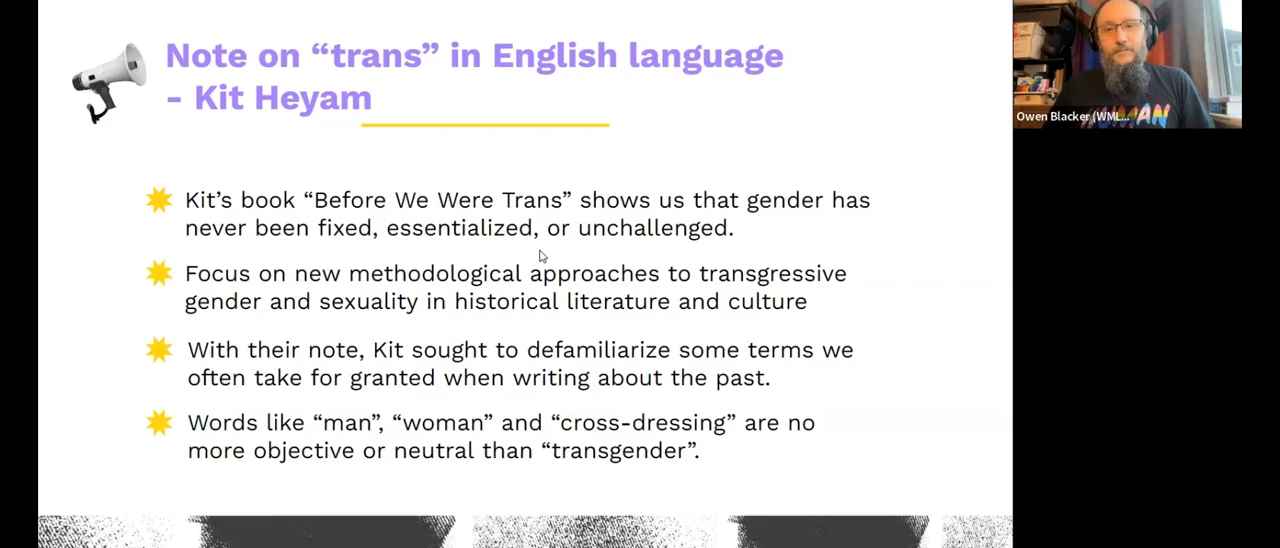 Note on “trans” in English language
- Kit Heyam
Kit’s book “Before We Were Trans” shows us that gender has
never been fixed, essentialized, or unchallenged.
Focus on new methodological approaches to transgressive
gender and sexuality in historical literature and culture
With their note, Kit sought to defamiliarize some terms we
often take for granted when writing about the past.
Words like “man”, “woman” and “cross-dressing” are no
more objective or neutral than “transgender”.
HUMAN
Owen Blacker (WML...